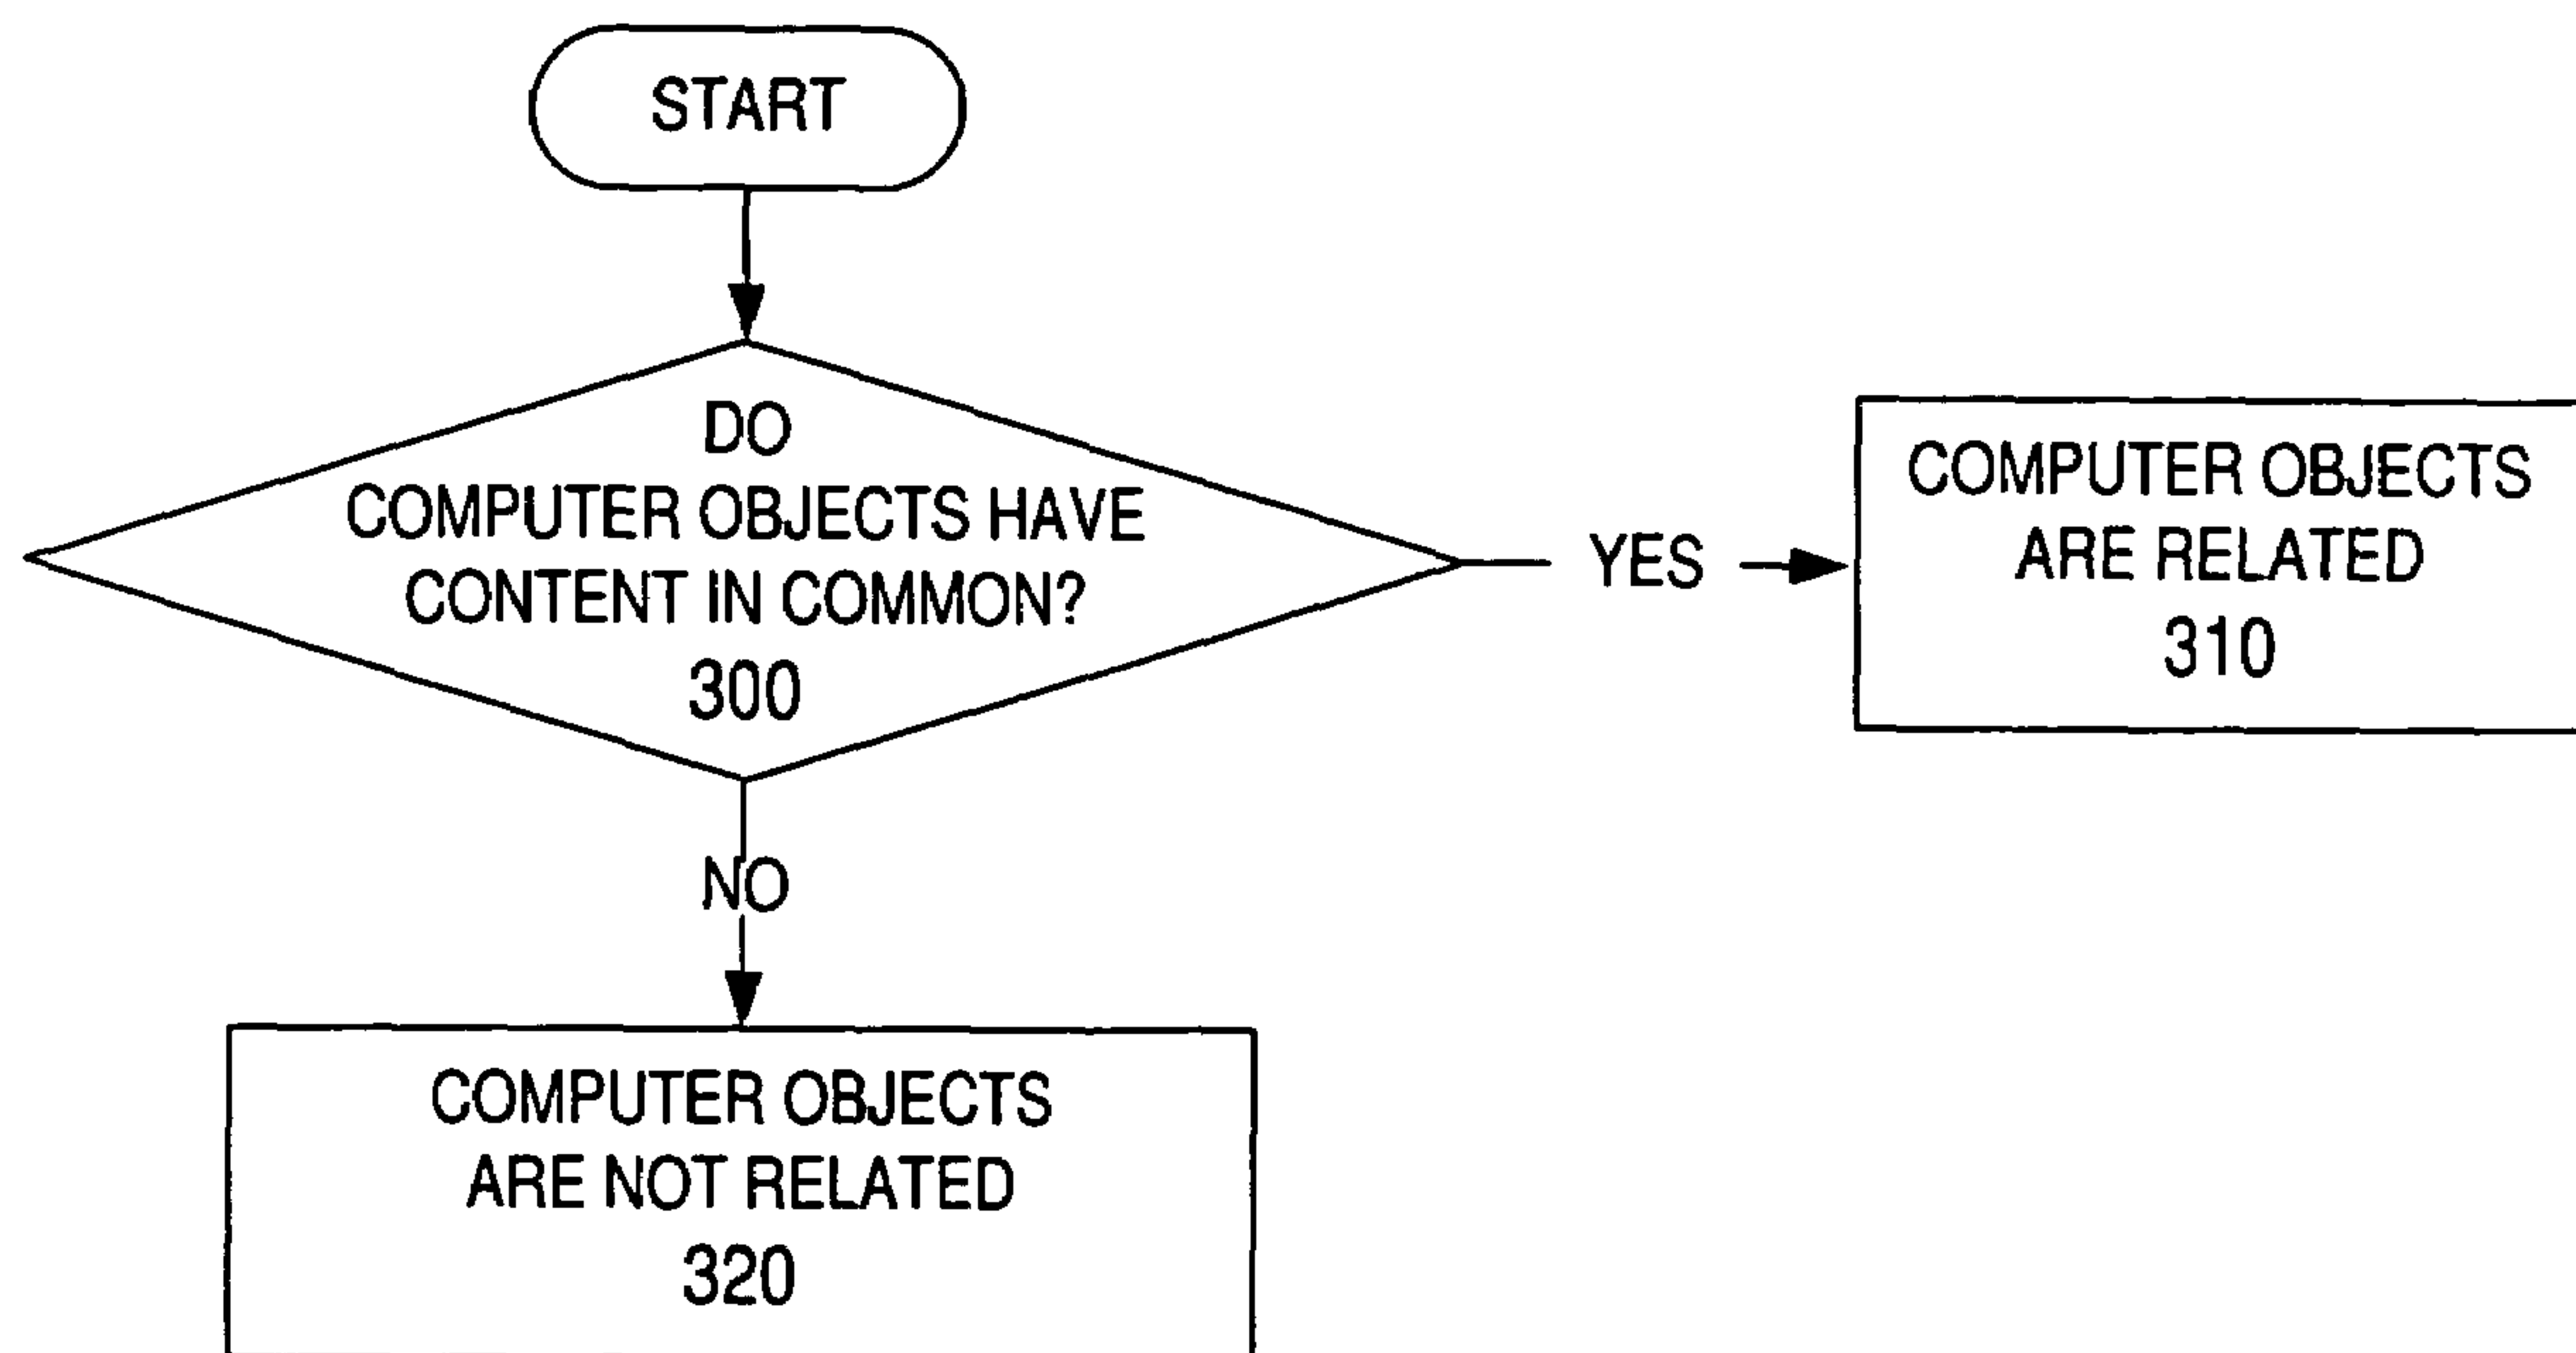 START
DO
COMPUTER OBJECTS HAVE
CONTENT IN COMMON?
300
YES
COMPUTER OBJECTS
ARE RELATED
310
NO
COMPUTER OBJECTS
ARE NOT RELATED
320